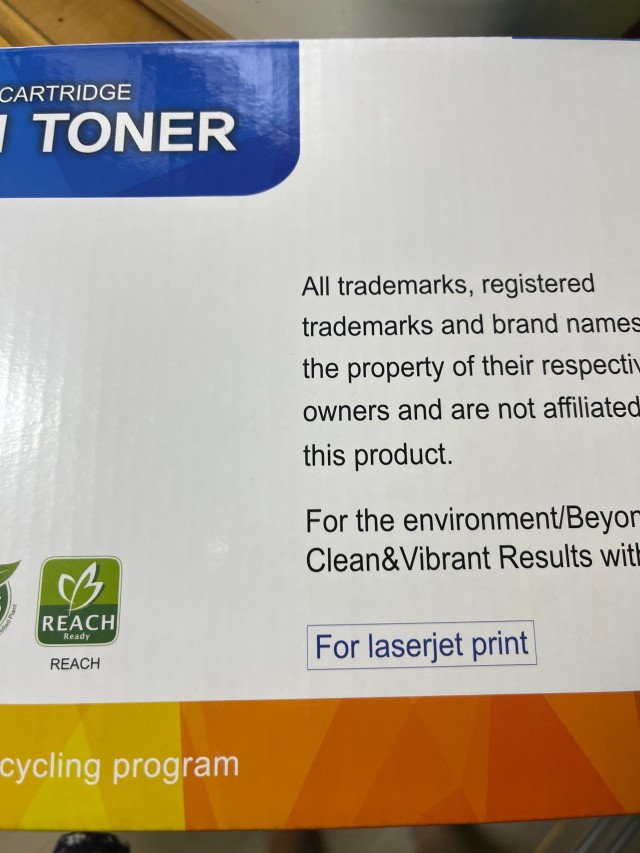 CARTRIDGE
TONER
All trademarks, registered
trademarks and brand names
the property of their respectiv
owners and are not affiliated
this product.
For the environment/Beyon
Clean&Vibrant Results with
REACH
Ready
REACH
For laserjet print
cycling program